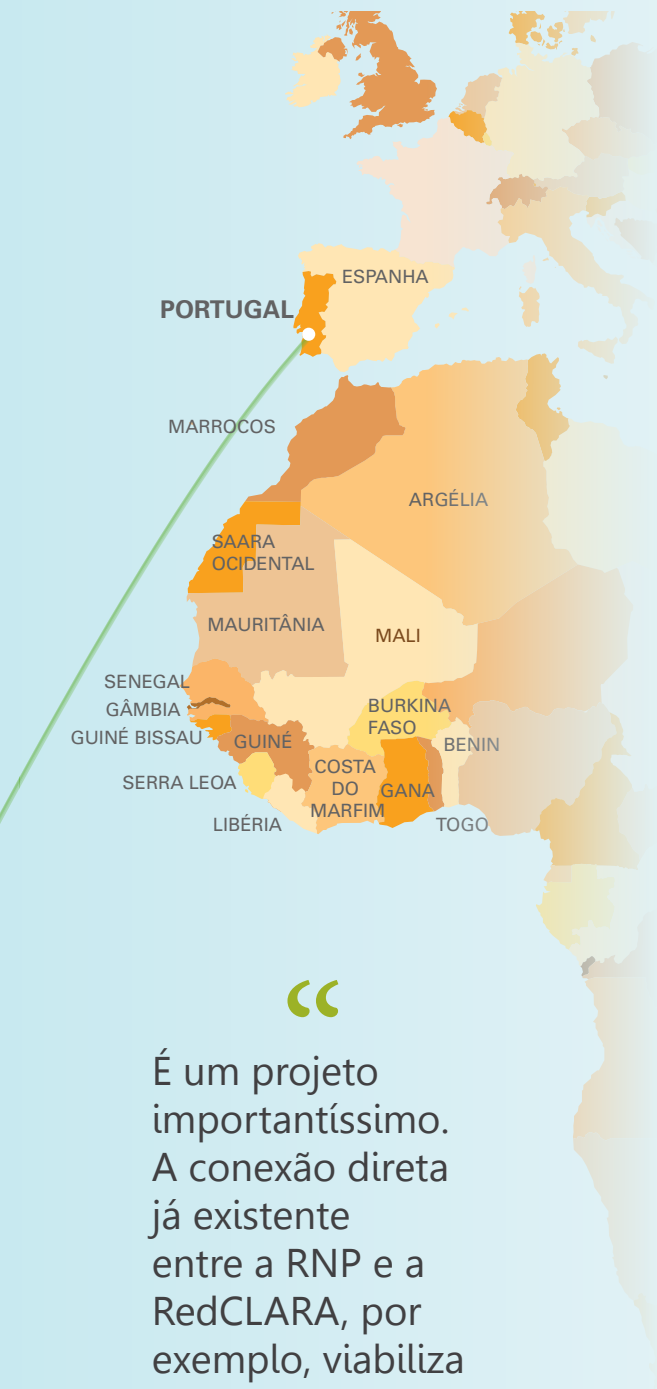 ESPANHA
PORTUGAL
MARROCOS
ARGÉLIA
SAARA
OCIDENTAL
MAURITÂNIA
MALI
SENEGAL
GÂMBIA
BURKINA
FASO
GUINÉ BISSAU
GUINÉ
BENIN
COSTA
DO
MARFIM
SERRA LEOA
GANA
LIBÉRIA
TOGO
“
É um projeto
importantíssimo.
A conexão direta
já existente
entre a RNP e a
RedCLARA, por
exemplo, viabiliza